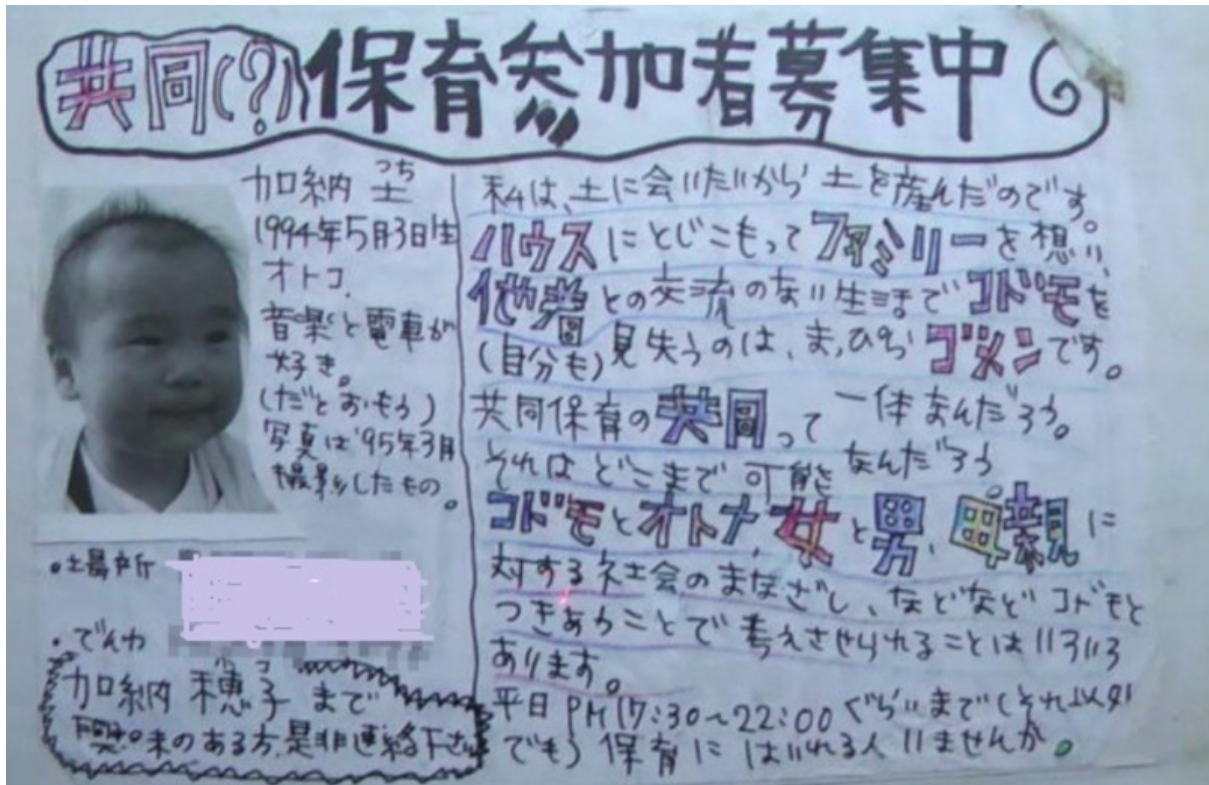 共同(?)保育参加者募集中
加納 土
つち
1994年5月3日生
オトコ.
音楽と電車が
好き。
(だとおもう)
写真は'95年3月
撮影したもの。
・場所
・でんわ
加納 穂子 まで
ほ こ
興味のある方、是非連絡下さい
私は、土に会いたいから 土を産んだのです。
ハウスにとじこもってファミリーを想い、
他者との交流のない生活でコドモを
(自分も)見失うのは、まっぴらゴメンです。
共同保育の共同って 一体なんだろう。
それはどこまで可能なんだろう
コドモとオトナ、女と男、母親に
対する社会のまなざし、などなど コドモと
つきあうことで 考えさせられることはいろいろ
あります。
平日 PM 17:30〜22:00 ぐらいまで(それ以外
でも) 保育に はいれる人 いませんか。